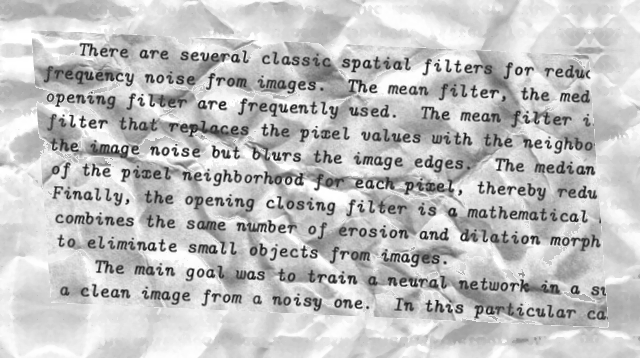 There are several classic spatial filters for reduc
frequency noise from images. The mean filter, the med
opening filter are frequently used. The mean filter i
filter that replaces the pixel values with the neighbo
the image noise but blurs the image edges. The median
of the pixel neighborhood for each pixel, thereby redu
Finally, the opening closing filter is a mathematical
combines the same number of erosion and dilation morph
to eliminate small objects from images.
The main goal was to train a neural network in a su
a clean image from a noisy one. In this particular ca